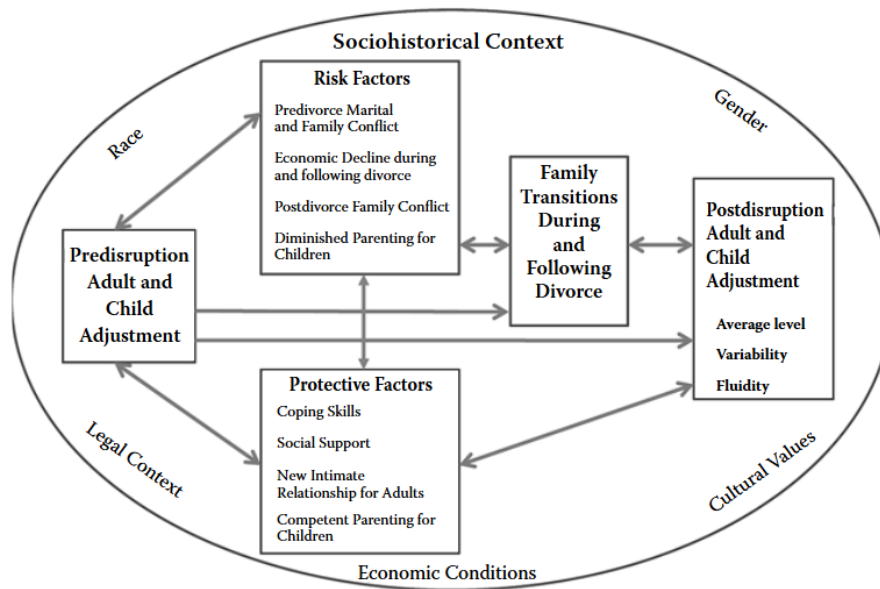 Sociohistorical Context
Race
Gender
Risk Factors
Predivorce Marital
and Family Conflict
Economic Decline during
and following divorce
Postdivorce Family Conflict
Diminished Parenting for
Children
Predisruption
Adult and
Child
Adjustment
Family
Transitions
During
and
Following
Divorce
Postdisruption
Adult and
Child
Adjustment
Average level
Variability
Fluidity
Protective Factors
Coping Skills
Social Support
New Intimate
Relationship for Adults
Competent Parenting for
Children
Legal Context
Cultural Values
Economic Conditions